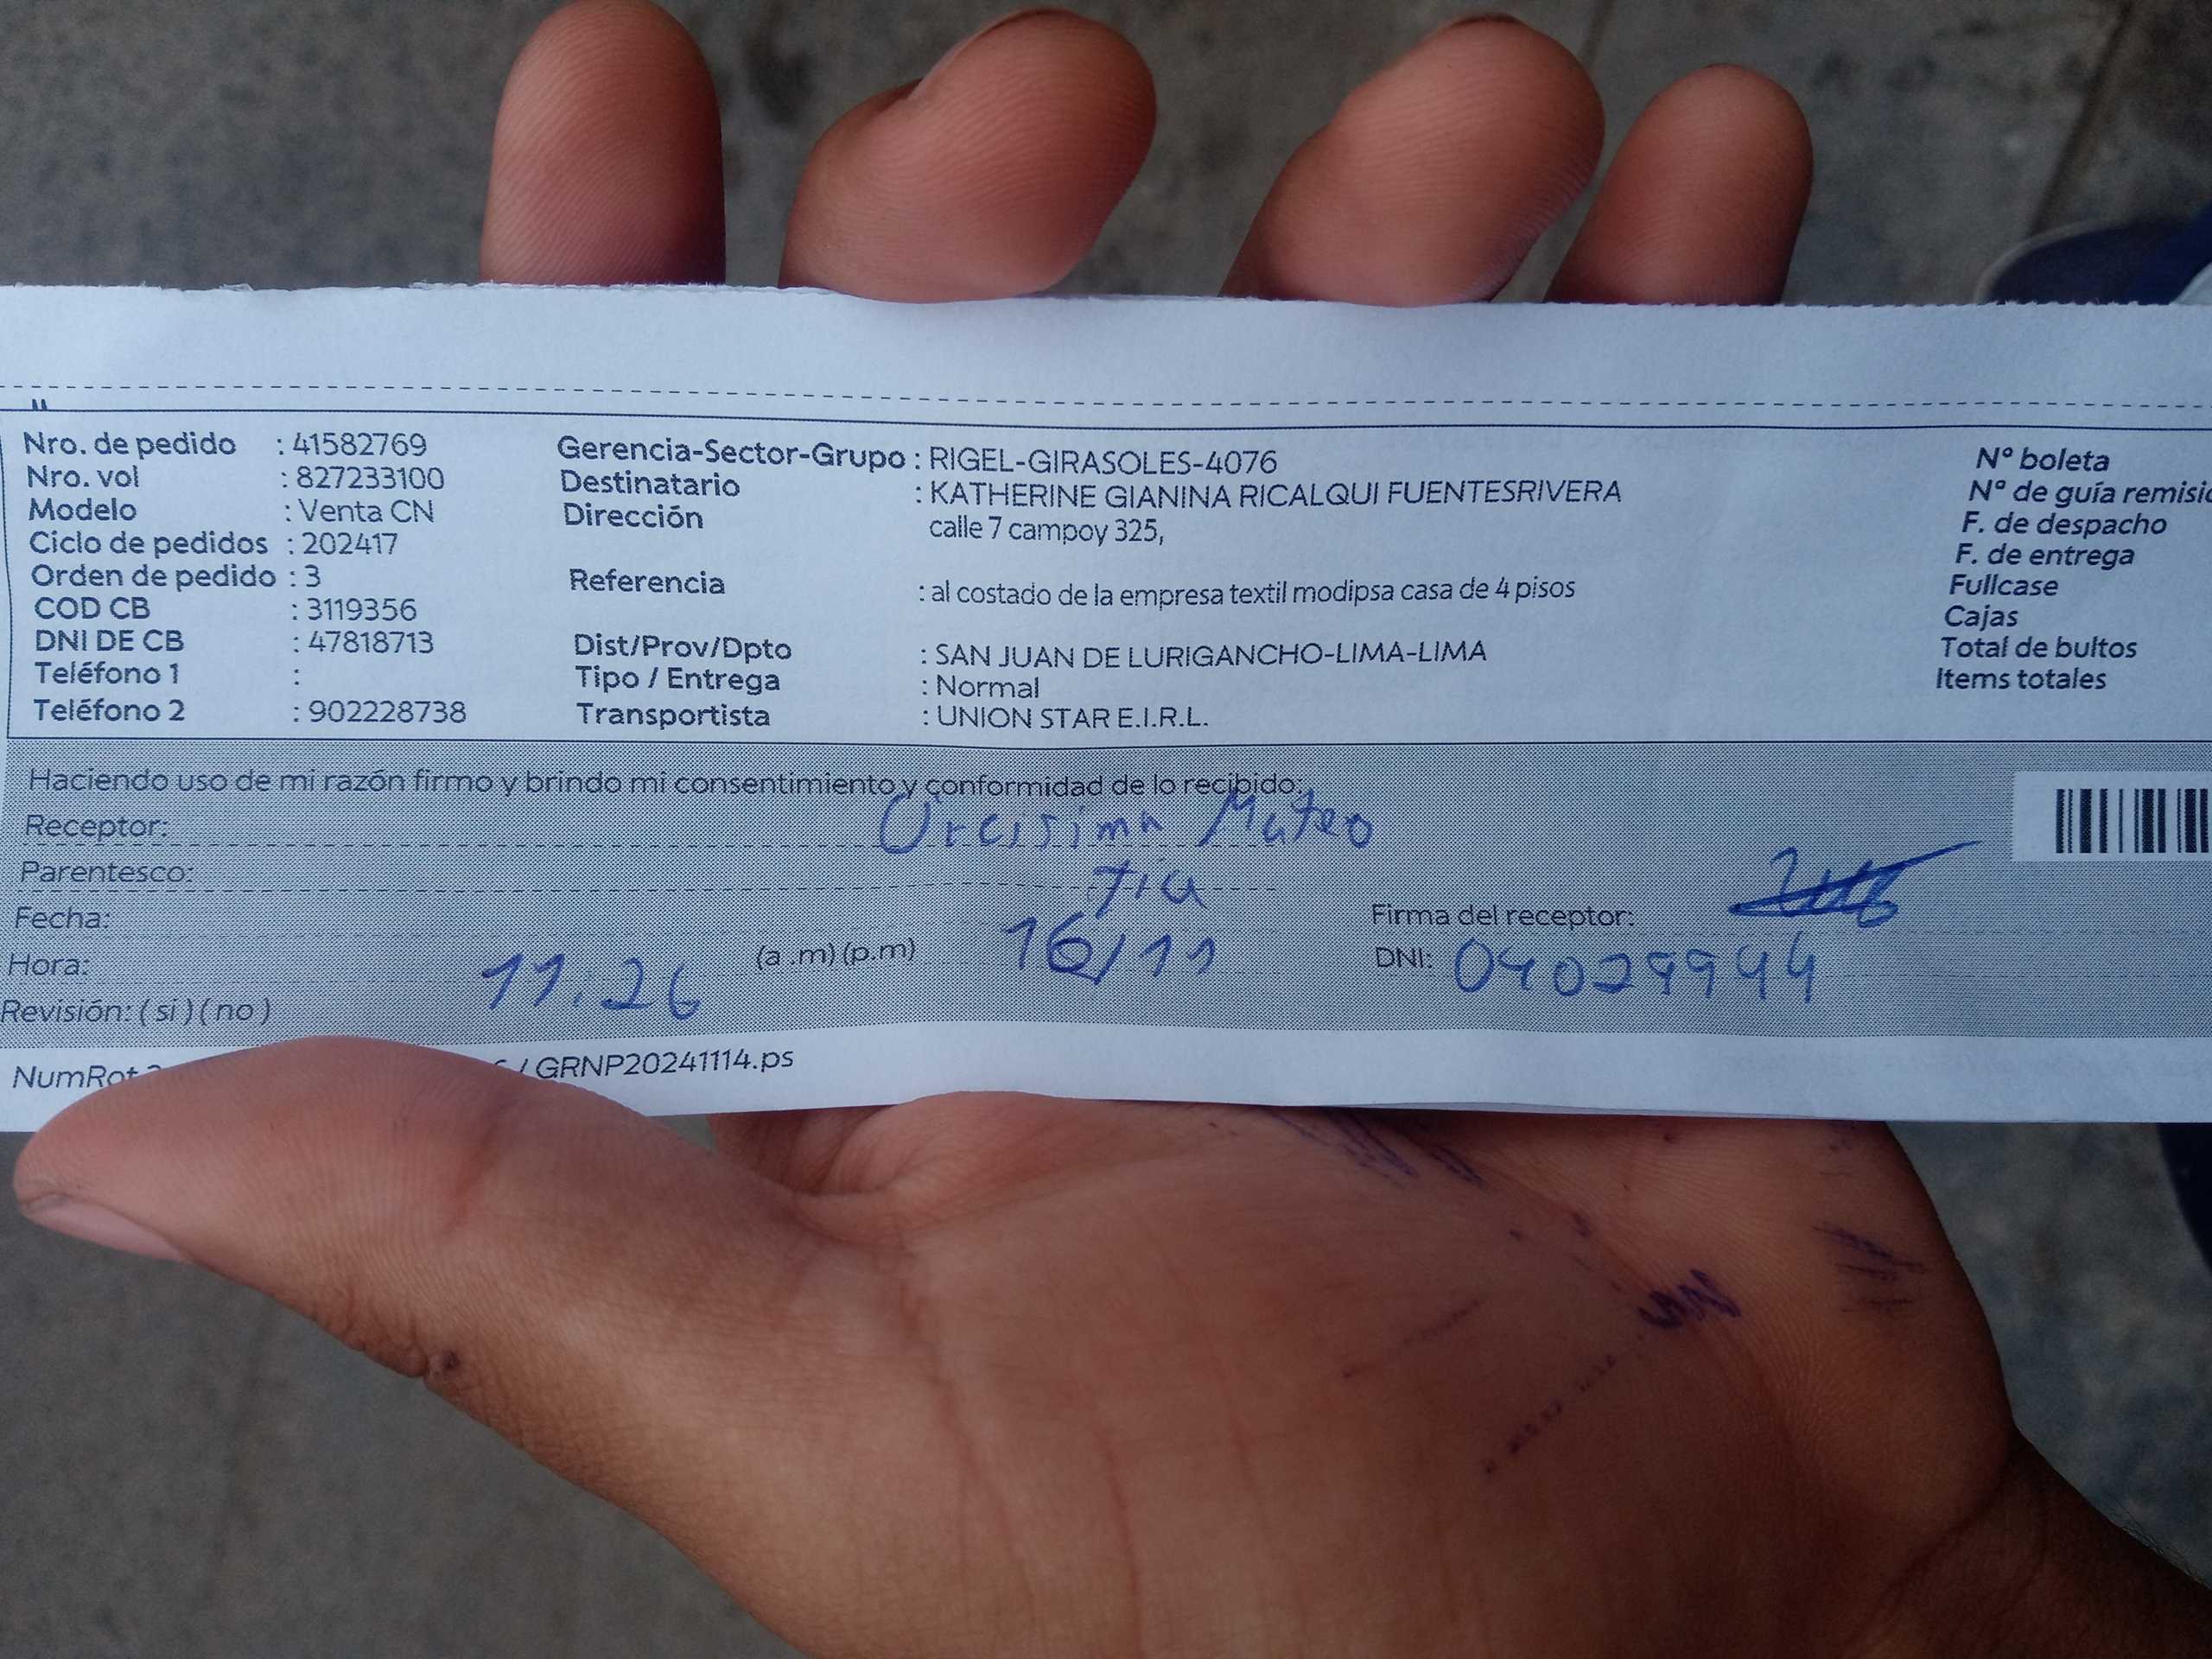 Nro. de pedido : 41582769
Nro. vol : 827233100
Modelo : Venta CN
Ciclo de pedidos : 202417
Orden de pedido : 3
COD CB : 3119356
DNI DE CB : 47818713
Teléfono 1 :
Teléfono 2 : 902228738
Gerencia-Sector-Grupo : RIGEL-GIRASOLES-4076
Destinatario : KATHERINE GIANINA RICALQUI FUENTESRIVERA
Dirección calle 7 campoy 325,
Referencia : al costado de la empresa textil modipsa casa de 4 pisos
Dist/Prov/Dpto : SAN JUAN DE LURIGANCHO-LIMA-LIMA
Tipo / Entrega : Normal
Transportista : UNION STAR E.I.R.L.
N° boleta
N° de guía
F. de despacho
F. de entrega
Fullcase
Cajas
Total de bultos
Items totales
Haciendo uso de mi razón firmo y brindo mi consentimiento y conformidad de lo recibido:
Receptor: Mateo
Parentesco: tia
Fecha: 16/11
Firma del receptor:
Hora: 11:26 (a .m) (p.m)
DNI: 04029944
Revisión: ( si ) ( no )
/ GRNP20241114.ps